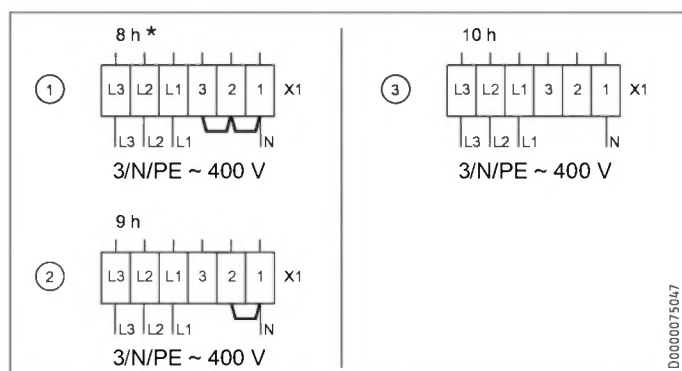 8 h *
1
L3 L2 L1 3 2 1 X1
L3 L2 L1 N
3/N/PE ~ 400 V
9 h
2
L3 L2 L1 3 2 1 X1
L3 L2 L1 N
3/N/PE ~ 400 V
10 h
3
L3 L2 L1 3 2 1 X1
L3 L2 L1 N
3/N/PE ~ 400 V
D0000075047